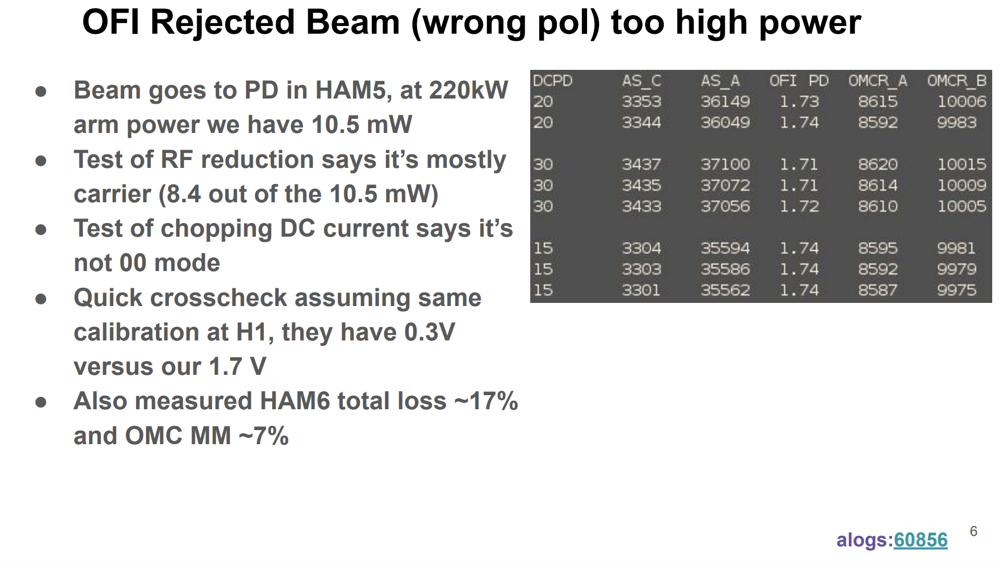 OFI Rejected Beam (wrong pol) too high power
● Beam goes to PD in HAM5, at 220kW
arm power we have 10.5 mW
● Test of RF reduction says it’s mostly
carrier (8.4 out of the 10.5 mW)
● Test of chopping DC current says it’s
not 00 mode
● Quick crosscheck assuming same
calibration at H1, they have 0.3V
versus our 1.7 V
● Also measured HAM6 total loss ~17%
and OMC MM ~7%
DCPD AS_C AS_A OFI PD OMCR_A OMCR_B
20 3353 36149 1.73 8615 10006
20 3344 36049 1.74 8592 9983
30 3437 37100 1.71 8620 10015
30 3435 37072 1.71 8614 10009
30 3433 37056 1.72 8610 10005
15 3304 35594 1.74 8595 9981
15 3303 35586 1.74 8592 9979
15 3301 35562 1.74 8587 9975
alogs:60856
6